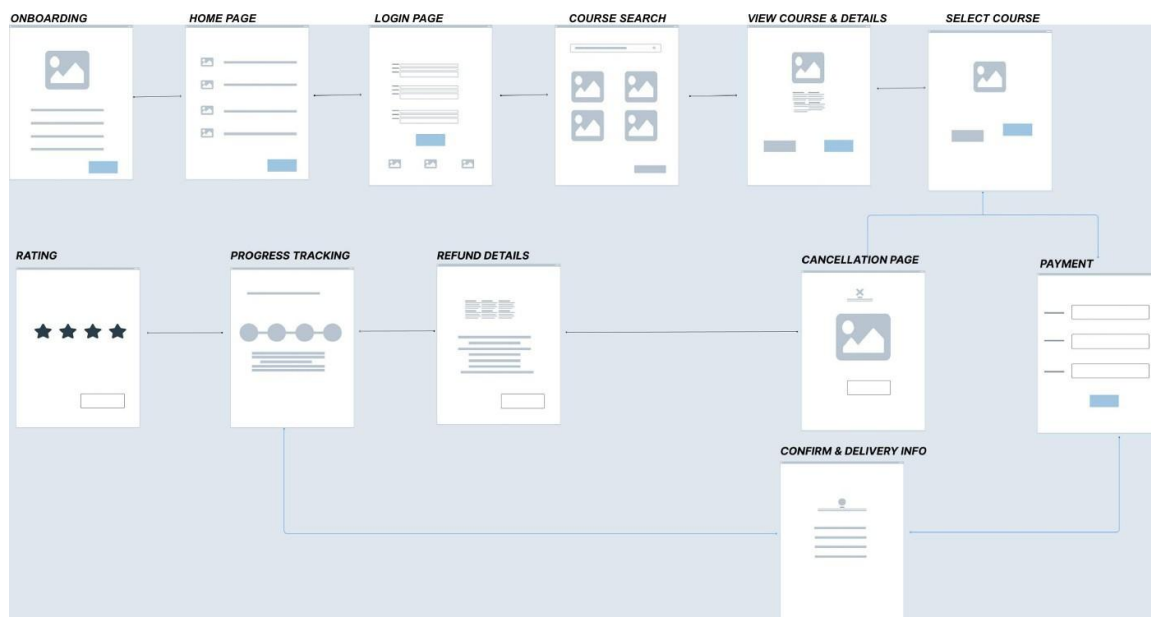 ONBOARDING
HOME PAGE
LOGIN PAGE
COURSE SEARCH
VIEW COURSE & DETAILS
SELECT COURSE
RATING
PROGRESS TRACKING
REFUND DETAILS
CANCELLATION PAGE
PAYMENT
CONFIRM & DELIVERY INFO